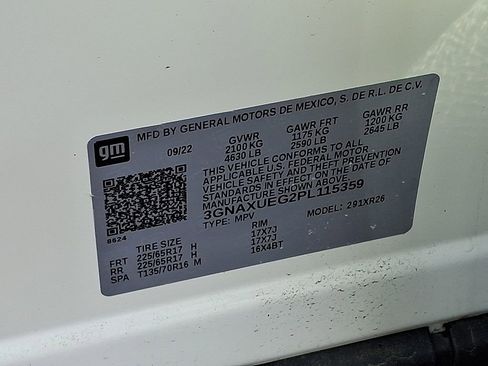 gm
MFD BY GENERAL MOTORS DE MEXICO, S. DE R.L. DE C.V.
09/22 GVWR GAWR FRT GAWR RR
2100 KG 1175 KG 1200 KG
4630 LB 2590 LB 2645 LB
THIS VEHICLE CONFORMS TO ALL
APPLICABLE U.S. FEDERAL MOTOR
VEHICLE SAFETY AND THEFT PREVENTION
STANDARDS IN EFFECT ON THE DATE OF
MANUFACTURE SHOWN ABOVE.
3GNAXUEG2PL115359
TYPE: MPV MODEL: 291XR26
8624
TIRE SIZE RIM
FRT 225/65R17 H 17X7J
RR 225/65R17 H 17X7J
SPA T135/70R16 M 16X4BT